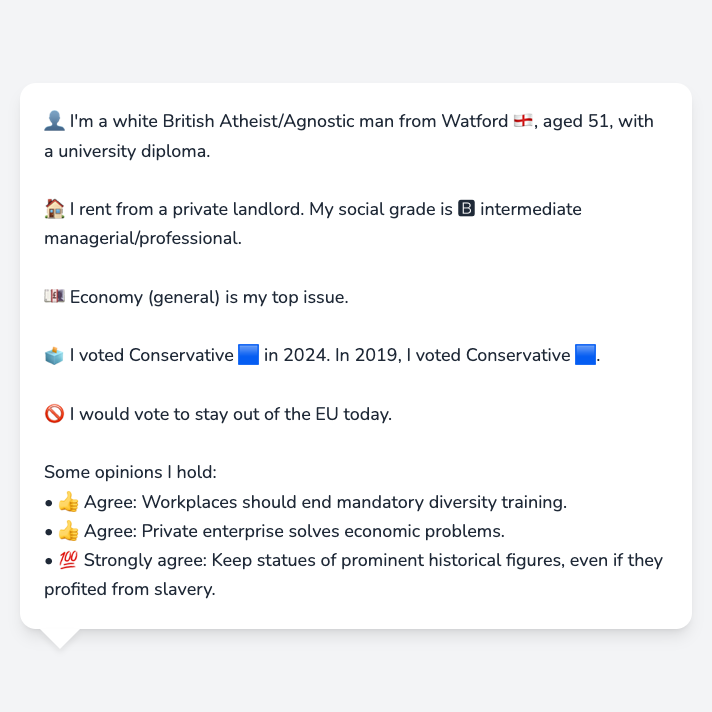 👤 I'm a white British Atheist/Agnostic man from Watford 🏴󠁧󠁢󠁥󠁮󠁧󠁿, aged 51, with
a university diploma.
🏠 I rent from a private landlord. My social grade is 🅱 intermediate
managerial/professional.
💷 Economy (general) is my top issue.
🗳️ I voted Conservative 🟦 in 2024. In 2019, I voted Conservative 🟦.
🚫 I would vote to stay out of the EU today.
Some opinions I hold:
• 👍 Agree: Workplaces should end mandatory diversity training.
• 👍 Agree: Private enterprise solves economic problems.
• 💯 Strongly agree: Keep statues of prominent historical figures, even if they
profited from slavery.